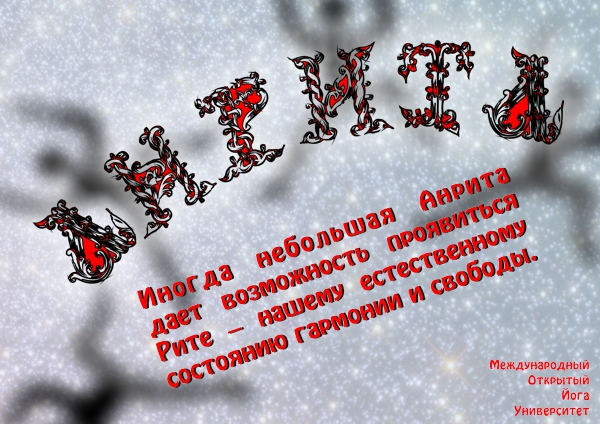 АНРИТА
Иногда небольшая Анрита
дает возможность проявиться
Рите – нашему естественному
состоянию гармонии и свободы.
Международный
Открытый
Йога
Университет